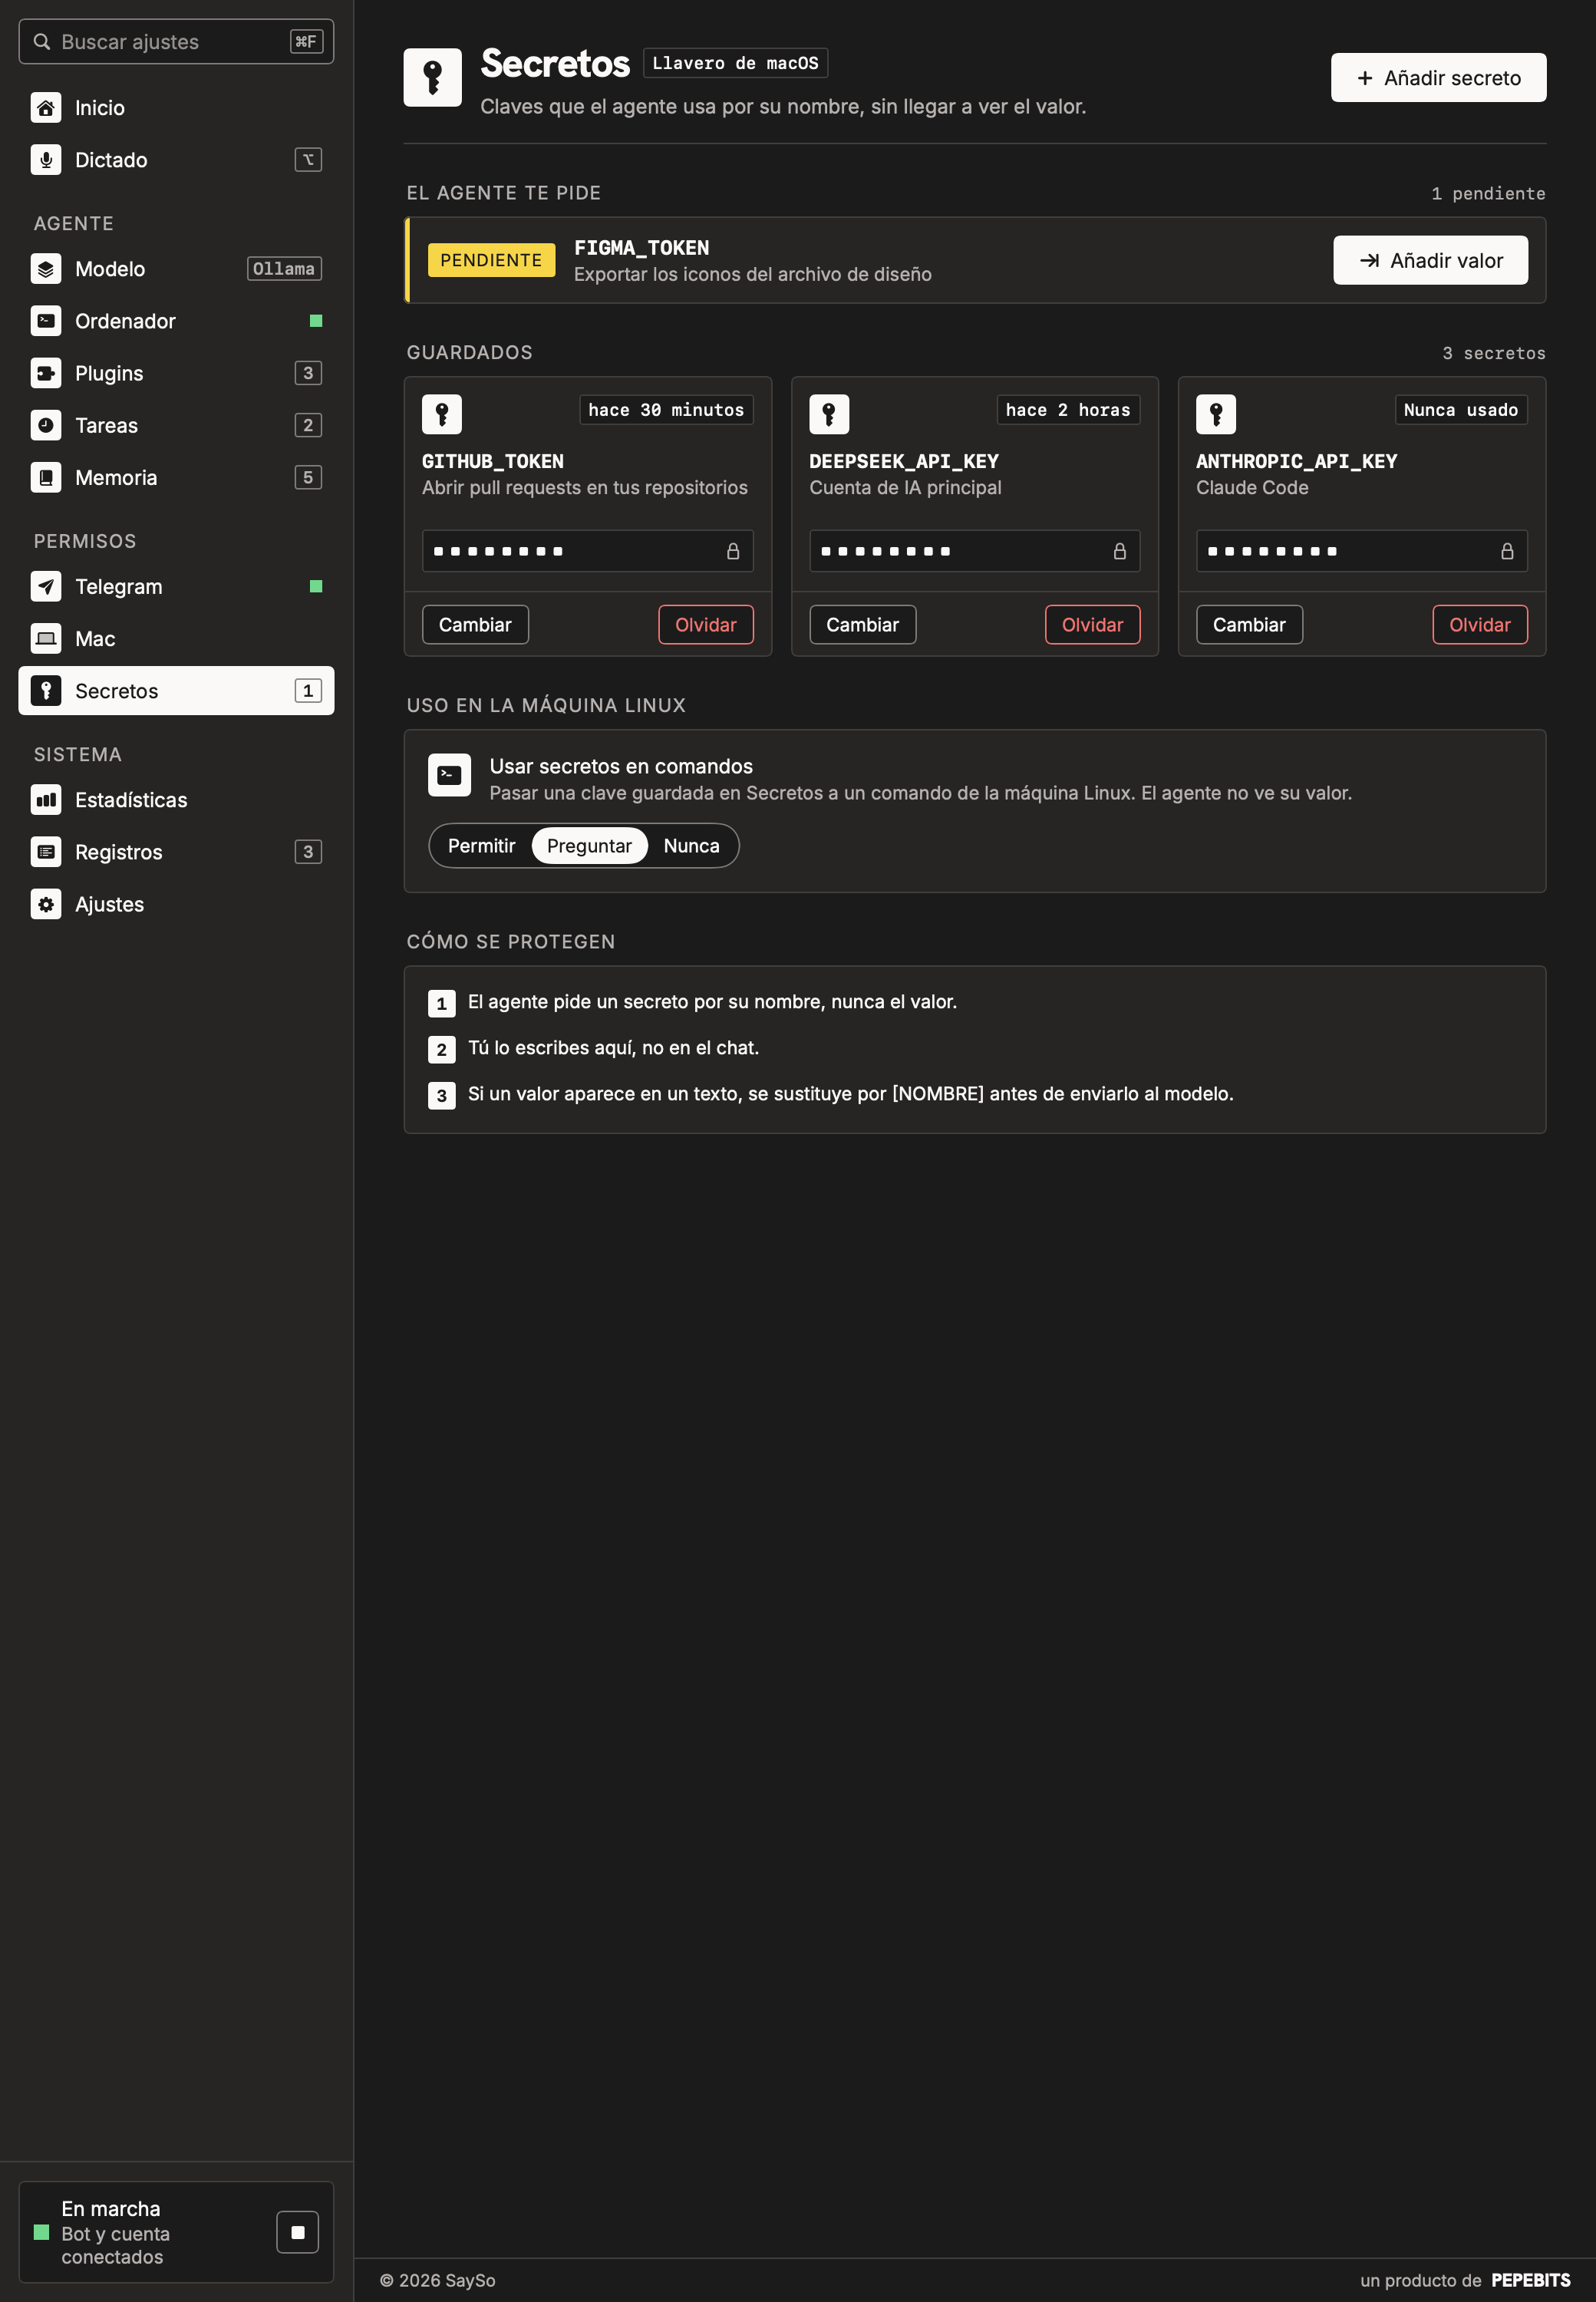 Buscar ajustes ⌘F
Inicio
Dictado ⌥
AGENTE
Modelo Ollama
Ordenador
Plugins 3
Tareas 2
Memoria 5
PERMISOS
Telegram
Mac
Secretos 1
SISTEMA
Estadísticas
Registros 3
Ajustes
En marcha
Bot y cuenta
conectados
Secretos Llavero de macOS
Claves que el agente usa por su nombre, sin llegar a ver el valor.
+ Añadir secreto
EL AGENTE TE PIDE 1 pendiente
PENDIENTE
FIGMA_TOKEN
Exportar los iconos del archivo de diseño
Añadir valor
GUARDADOS 3 secretos
hace 30 minutos
GITHUB_TOKEN
Abrir pull requests en tus repositorios
Cambiar Olvidar
hace 2 horas
DEEPSEEK_API_KEY
Cuenta de IA principal
Cambiar Olvidar
Nunca usado
ANTHROPIC_API_KEY
Claude Code
Cambiar Olvidar
USO EN LA MÁQUINA LINUX
Usar secretos en comandos
Pasar una clave guardada en Secretos a un comando de la máquina Linux. El agente no ve su valor.
Permitir Preguntar Nunca
CÓMO SE PROTEGEN
1 El agente pide un secreto por su nombre, nunca el valor.
2 Tú lo escribes aquí, no en el chat.
3 Si un valor aparece en un texto, se sustituye por [NOMBRE] antes de enviarlo al modelo.
© 2026 SaySo un producto de PEPEBITS